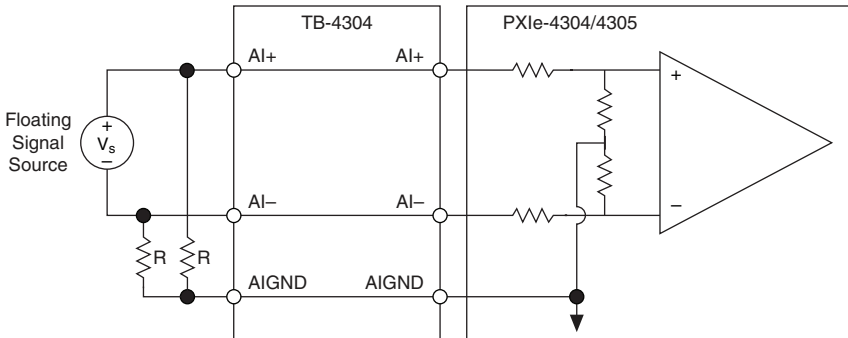 TB-4304
PXIe-4304/4305
AI+
AI+
+
Floating
Signal
Source
+
Vs
–
AI–
AI–
–
R
R
AIGND
AIGND